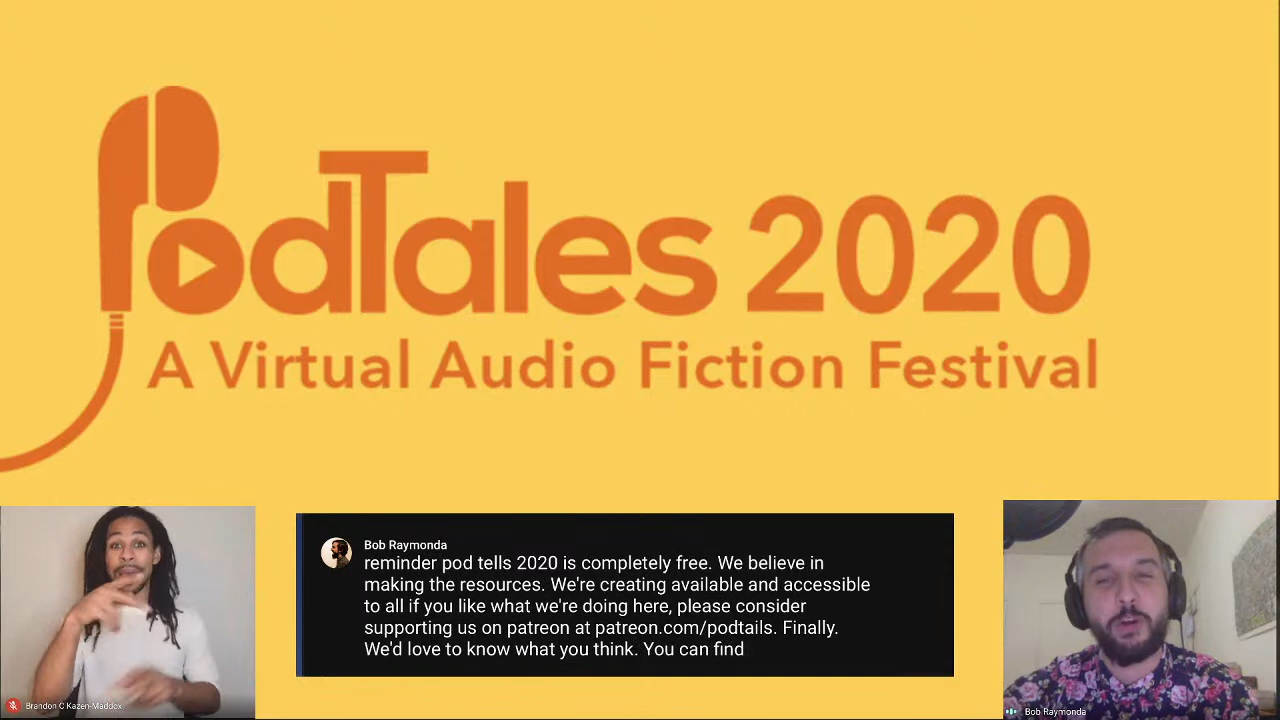 PodTales 2020
A Virtual Audio Fiction Festival
Bob Raymonda
reminder pod tells 2020 is completely free. We believe in
making the resources. We're creating available and accessible
to all if you like what we're doing here, please consider
supporting us on patreon at patreon.com/podtails. Finally.
We'd love to know what you think. You can find
Brandon C Kazen-Maddox
Bob Raymonda